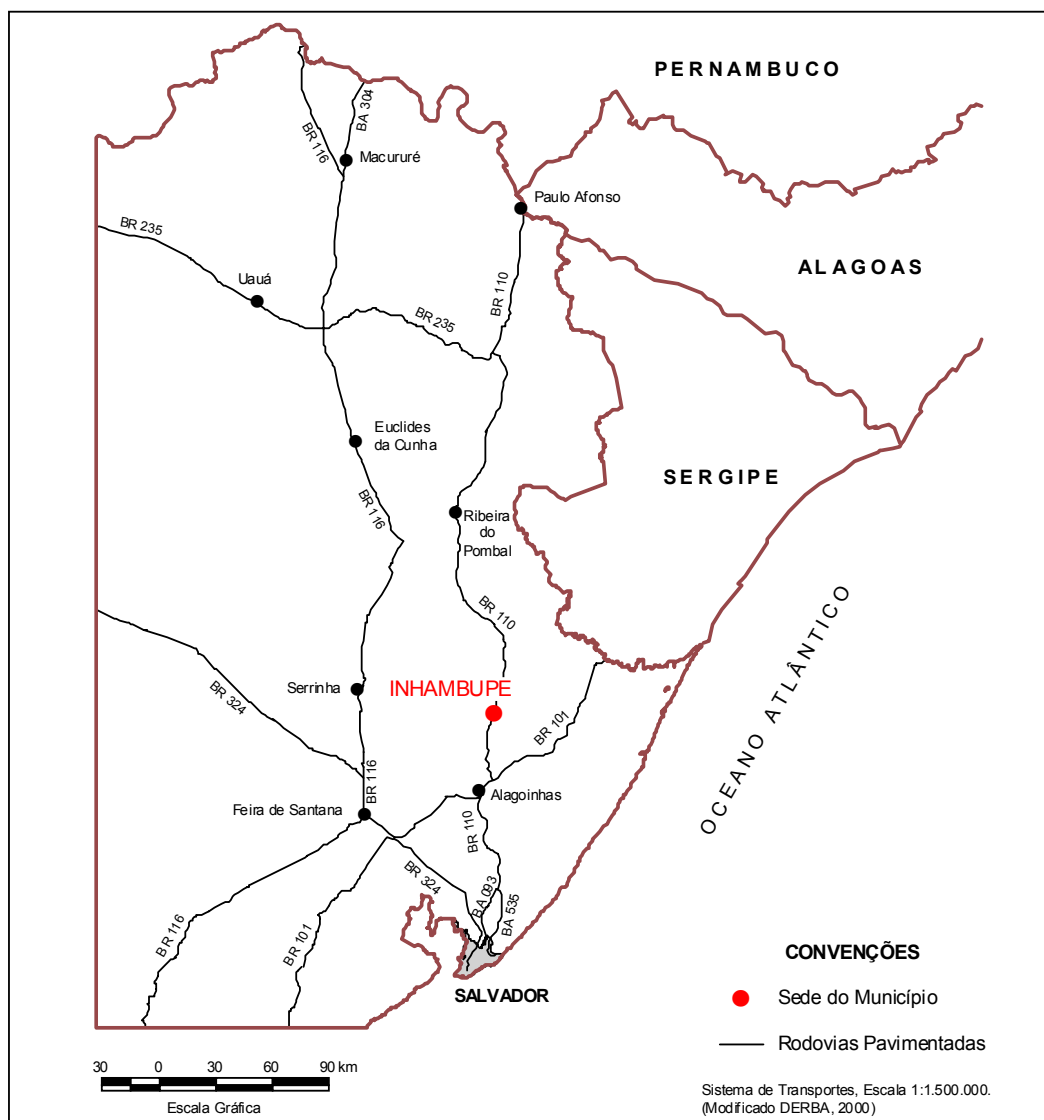 PERNAMBUCO
BA 304
BR 116
Macururé
Paulo Afonso
BR 235
ALAGOAS
Uauá
BR 110
BR 235
Euclides
da Cunha
SERGIPE
BR 116
Ribeira
do
Pombal
BR 110
OCEANO ATLÂNTICO
INHAMBUPE
Serrinha
BR 324
BR 101
BR 116
Alagoinhas
Feira de Santana
BR 110
BR 324
BA 093
BA 535
BR 116
BR 101
SALVADOR
CONVENÇÕES
Sede do Município
Rodovias Pavimentadas
30 0 30 60 90 km
Escala Gráfica
Sistema de Transportes, Escala 1:1.500.000.
(Modificado DERBA, 2000)